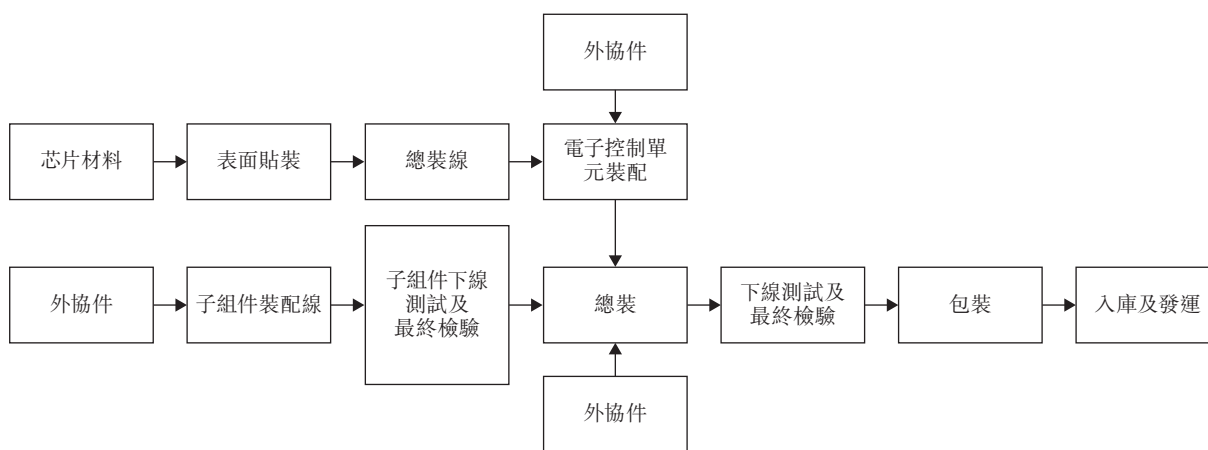 外協件
芯片材料
表面貼裝
總裝線
電子控制單
元裝配
外協件
子組件裝配線
子組件下線
測試及
最終檢驗
總裝
下線測試及
最終檢驗
包裝
入庫及發運
外協件